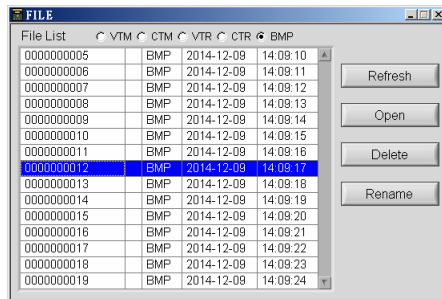 FILE
File List VTM CTM VTR CTR BMP
0000000005 BMP 2014-12-09 14:09:10
0000000006 BMP 2014-12-09 14:09:11
0000000007 BMP 2014-12-09 14:09:12
0000000008 BMP 2014-12-09 14:09:13
0000000009 BMP 2014-12-09 14:09:14
0000000010 BMP 2014-12-09 14:09:15
0000000011 BMP 2014-12-09 14:09:16
0000000012 BMP 2014-12-09 14:09:17
0000000013 BMP 2014-12-09 14:09:18
0000000014 BMP 2014-12-09 14:09:19
0000000015 BMP 2014-12-09 14:09:20
0000000016 BMP 2014-12-09 14:09:21
0000000017 BMP 2014-12-09 14:09:22
0000000018 BMP 2014-12-09 14:09:23
0000000019 BMP 2014-12-09 14:09:24
Refresh
Open
Delete
Rename